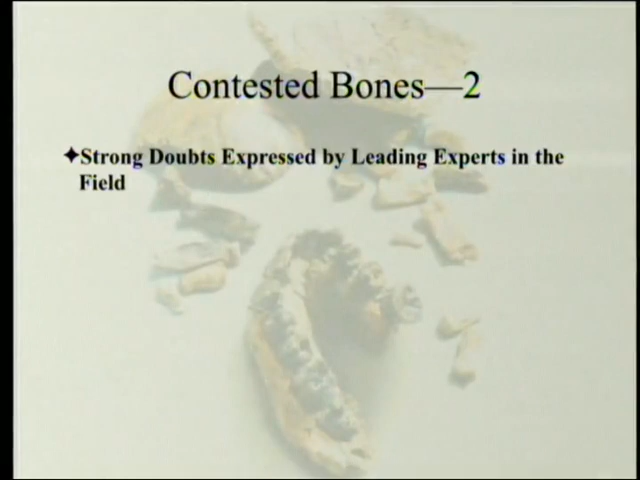 Contested Bones—2
✦Strong Doubts Expressed by Leading Experts in the
Field